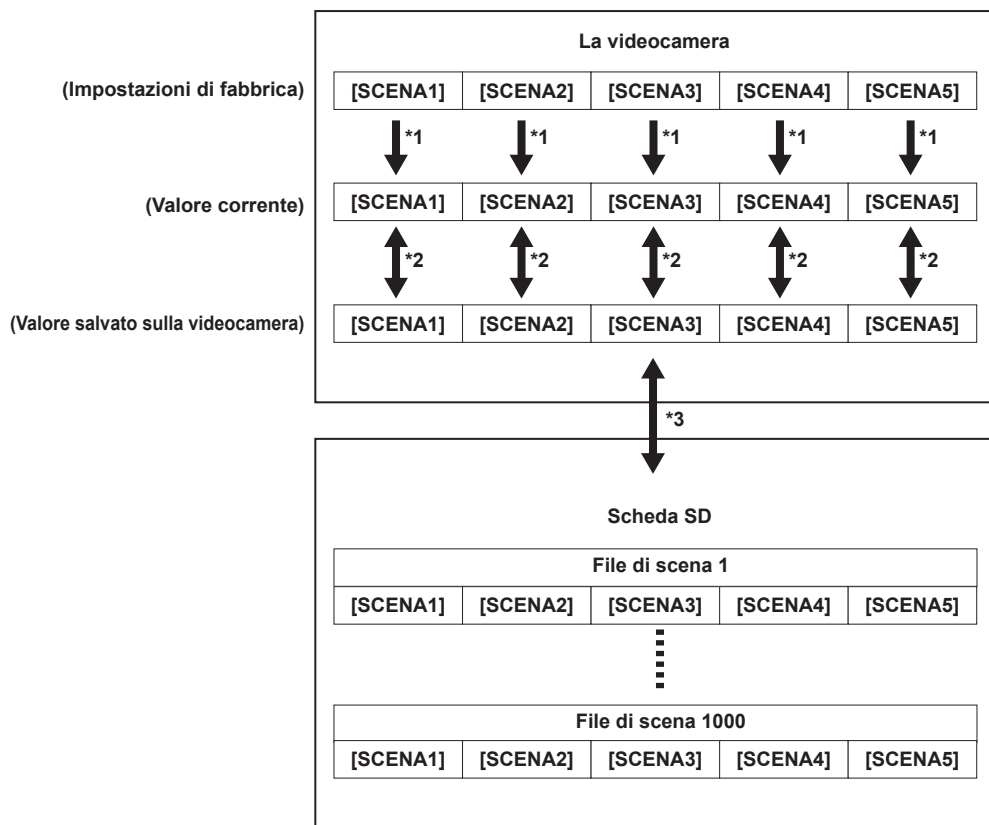 La videocamera
(Impostazioni di fabbrica) [SCENA1] [SCENA2] [SCENA3] [SCENA4] [SCENA5]
*1 *1 *1 *1 *1
(Valore corrente) [SCENA1] [SCENA2] [SCENA3] [SCENA4] [SCENA5]
*2 *2 *2 *2 *2
(Valore salvato sulla videocamera) [SCENA1] [SCENA2] [SCENA3] [SCENA4] [SCENA5]
*3
Scheda SD
File di scena 1
[SCENA1] [SCENA2] [SCENA3] [SCENA4] [SCENA5]
File di scena 1000
[SCENA1] [SCENA2] [SCENA3] [SCENA4] [SCENA5]